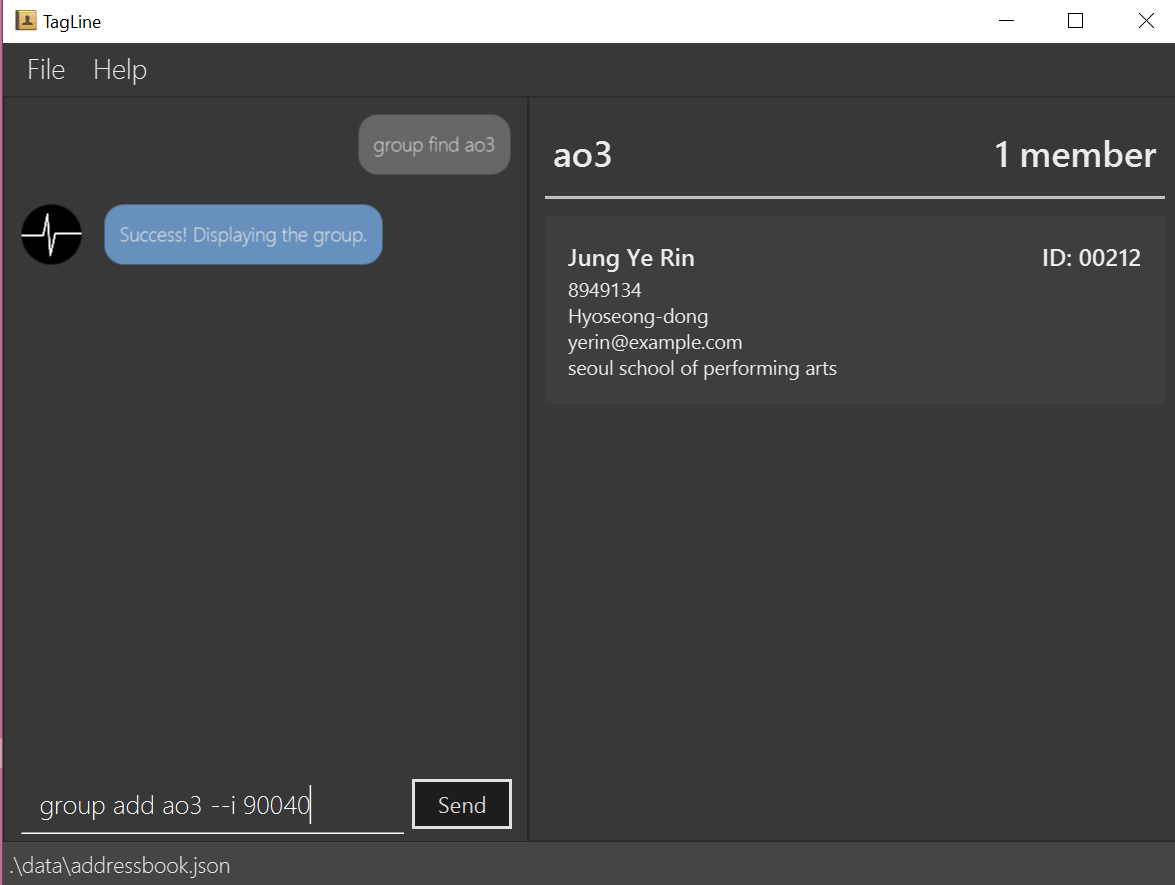 TagLine
File Help
group find ao3
Success! Displaying the group.
group add ao3 --i 90040
Send
ao3 1 member
Jung Ye Rin ID: 00212
8949134
Hyoseong-dong
yerin@example.com
seoul school of performing arts
.\data\addressbook.json